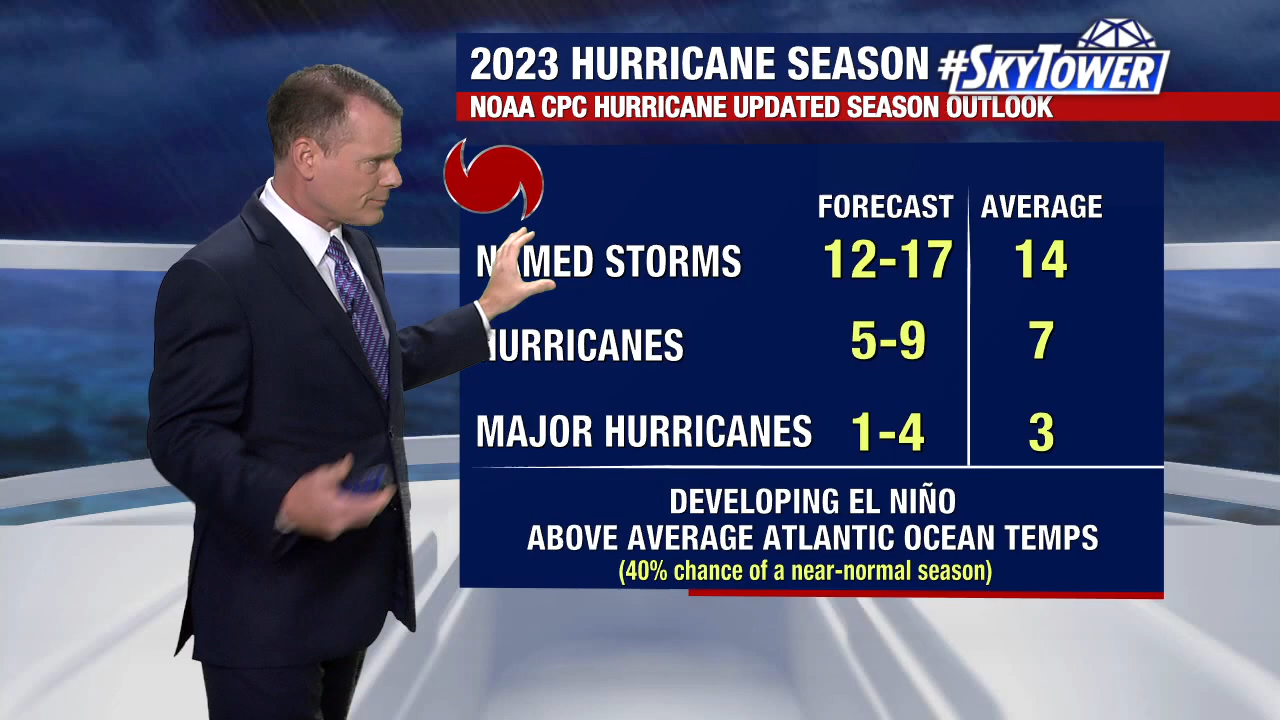 2023 HURRICANE SEASON #SKYTOWER
NOAA CPC HURRICANE UPDATED SEASON OUTLOOK
FORECAST AVERAGE
NAMED STORMS 12-17 14
HURRICANES 5-9 7
MAJOR HURRICANES 1-4 3
DEVELOPING EL NIÑO
ABOVE AVERAGE ATLANTIC OCEAN TEMPS
(40% chance of a near-normal season)